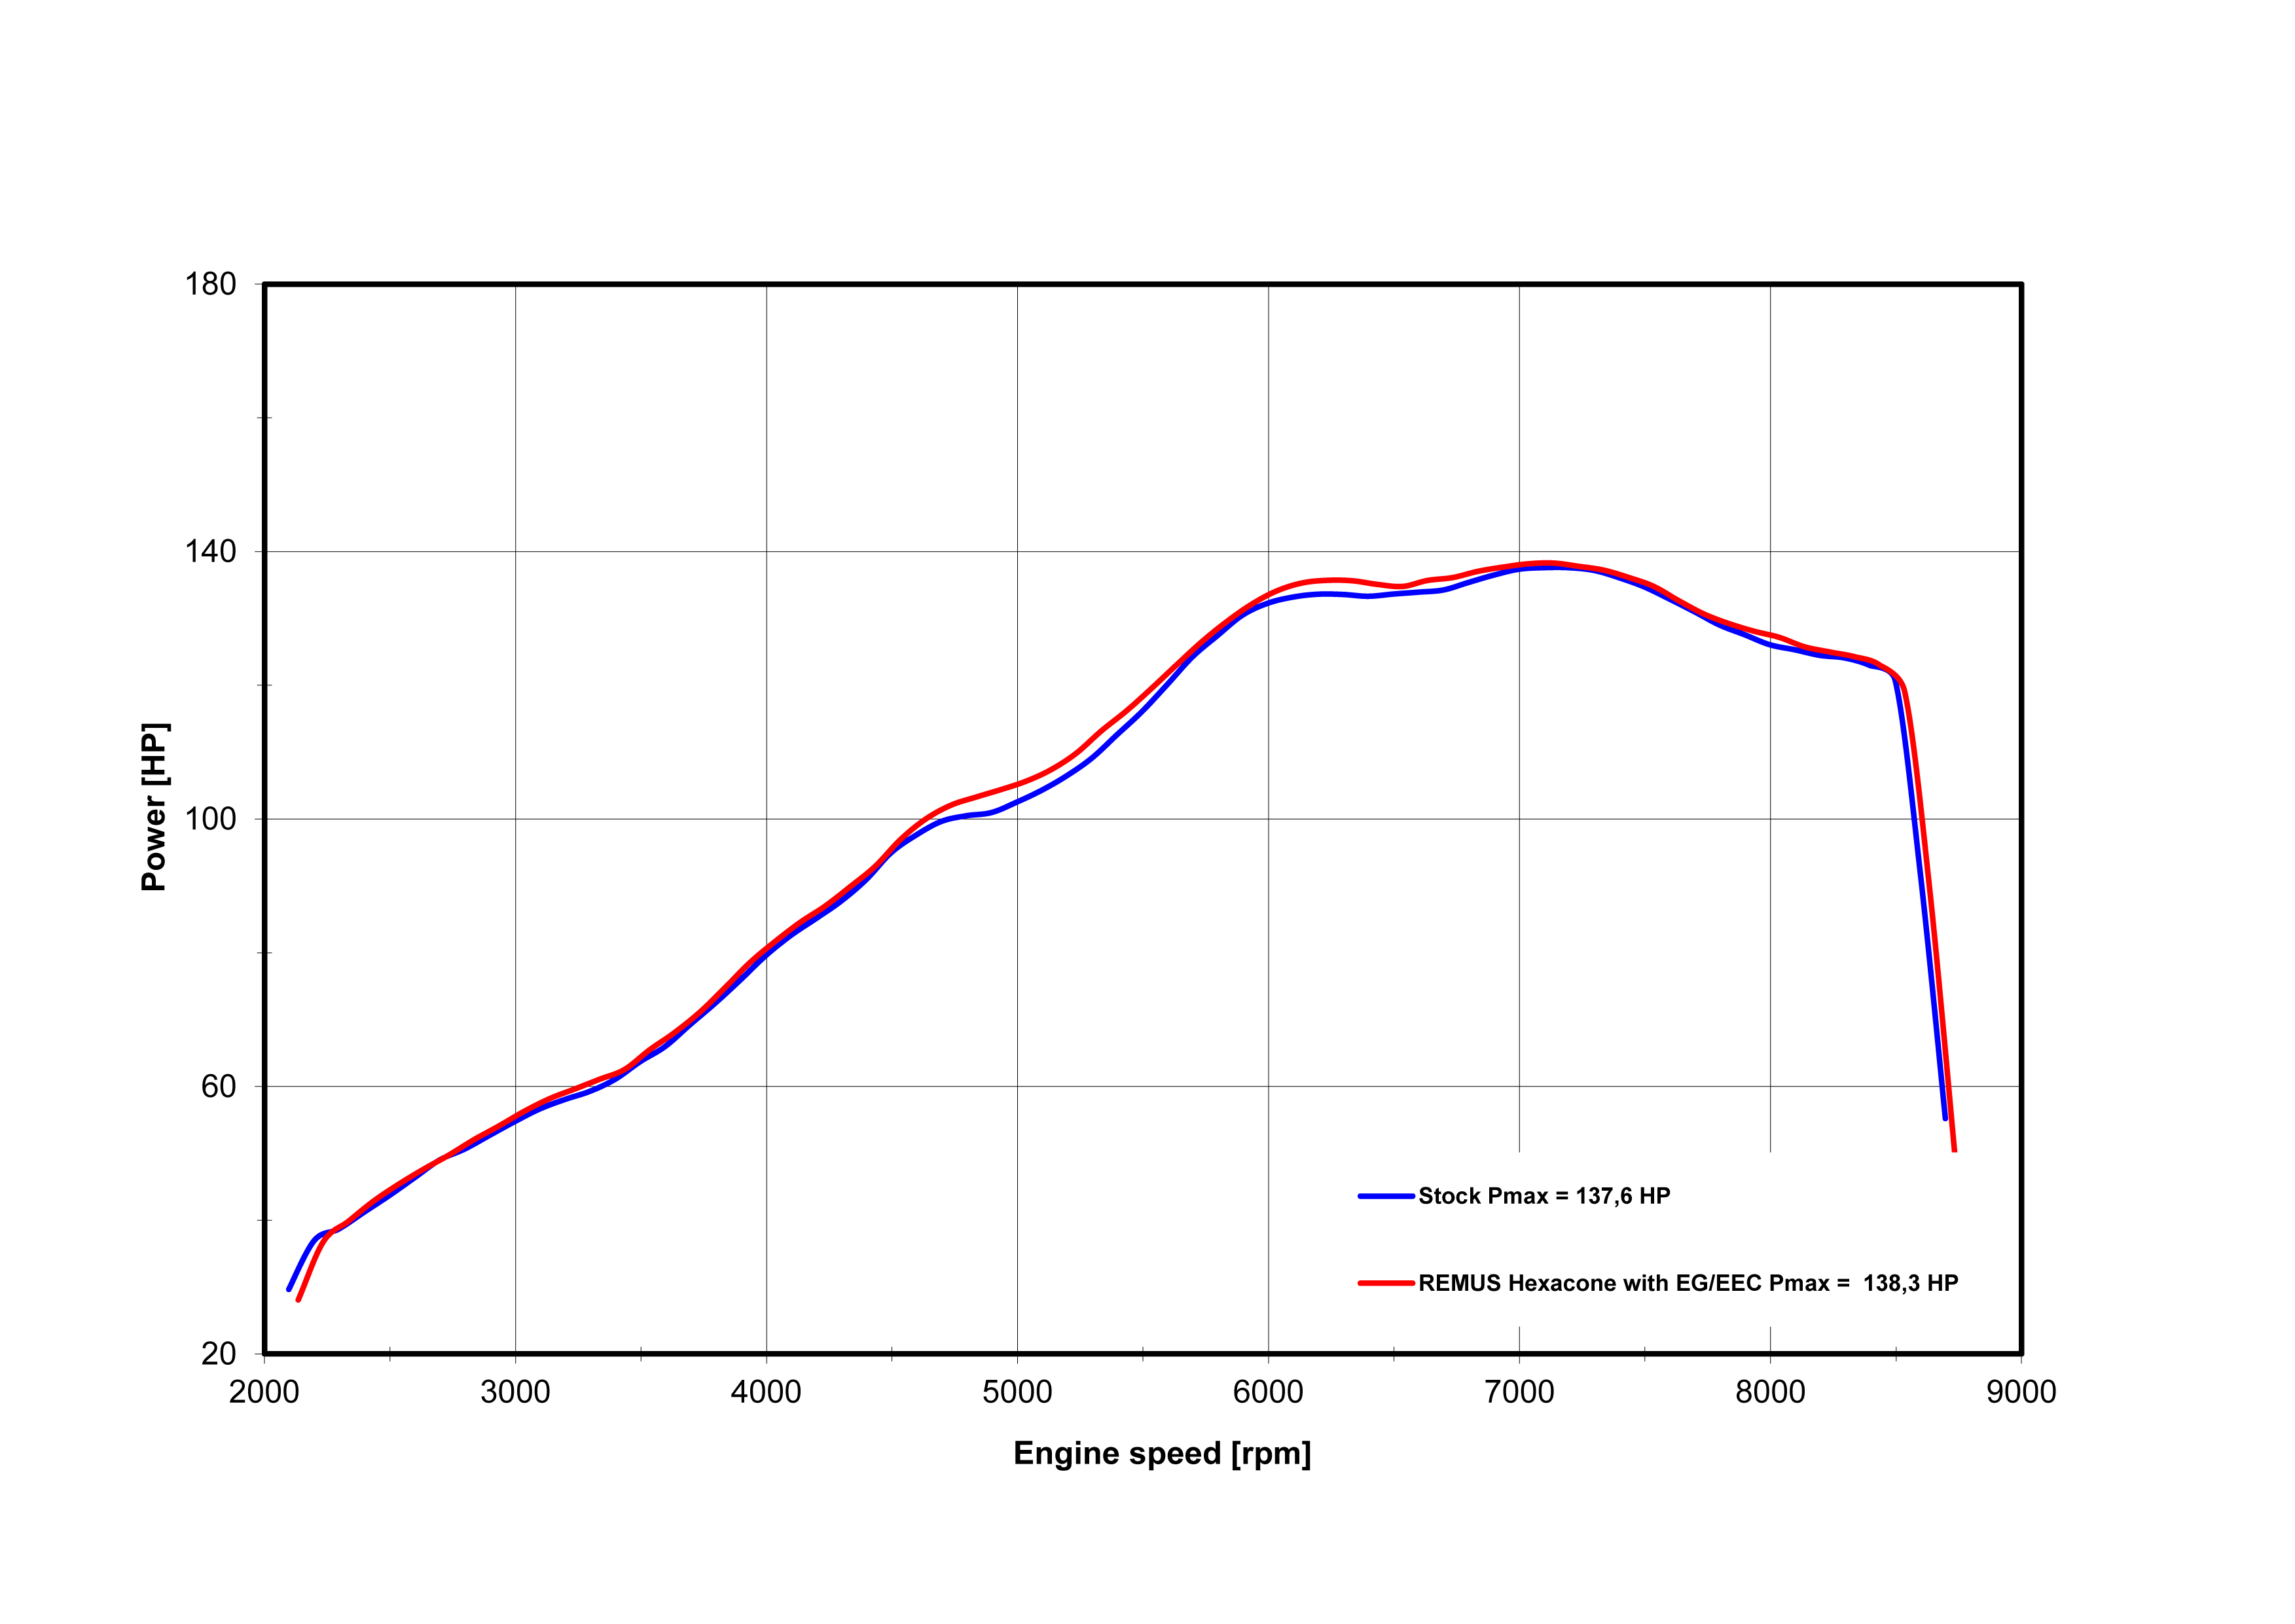 180
140
100
60
20
Power [HP]
Stock Pmax = 137,6 HP
REMUS Hexacone with EG/EEC Pmax =  138,3 HP
2000 3000 4000 5000 6000 7000 8000 9000
Engine speed [rpm]